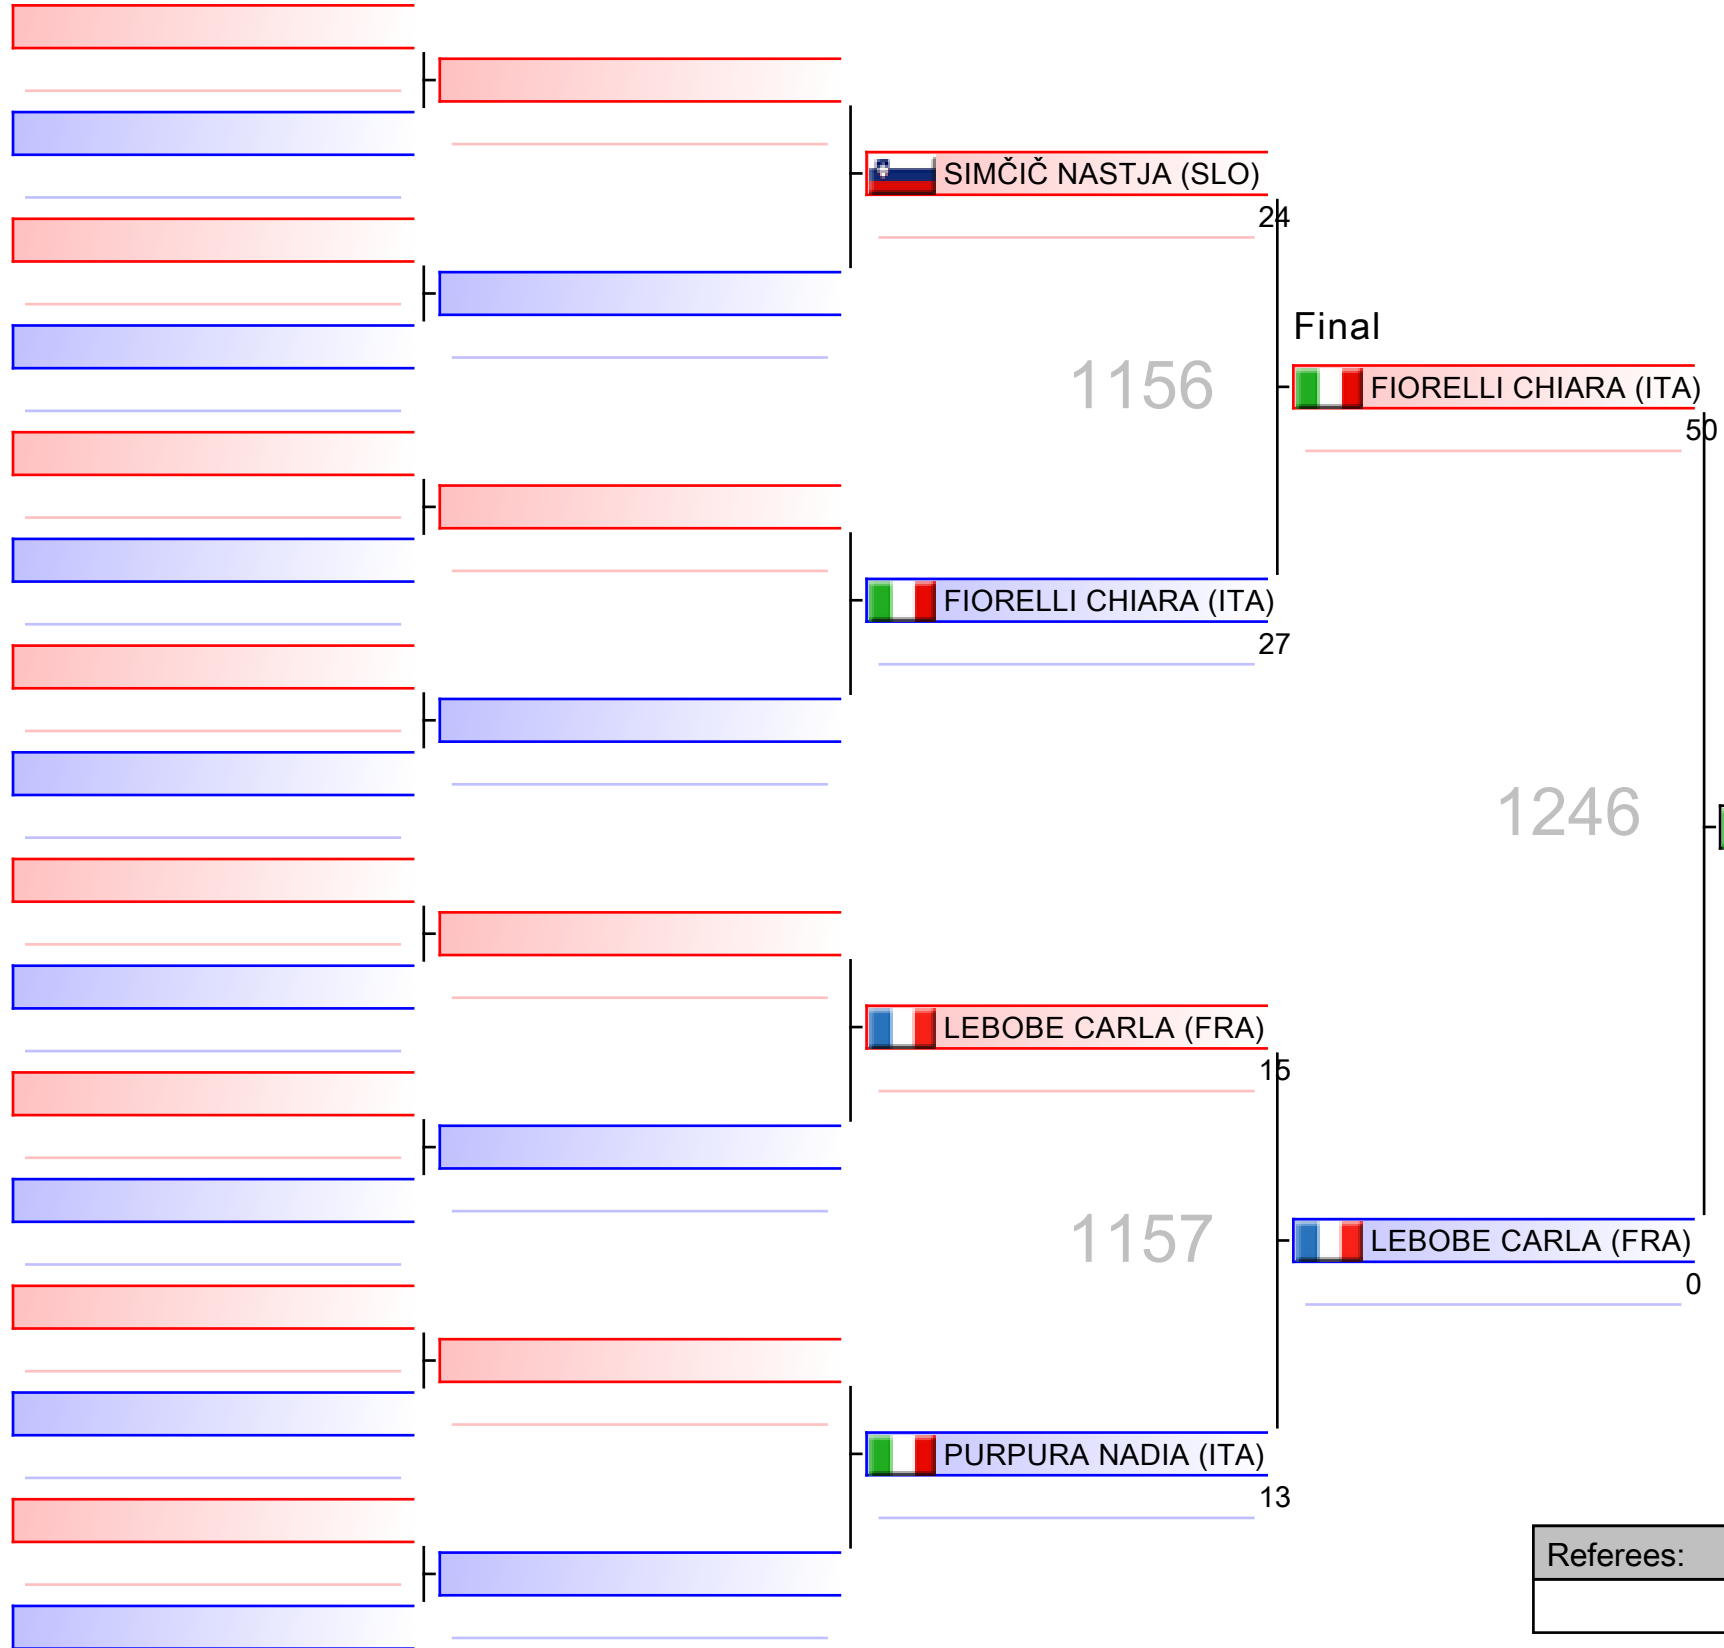 SIMČIČ NASTJA (SLO)
24
Final
1156
FIORELLI CHIARA (ITA)
50
FIORELLI CHIARA (ITA)
27
1246
LEBOBE CARLA (FRA)
15
1157
LEBOBE CARLA (FRA)
0
PURPURA NADIA (ITA)
13
Referees: